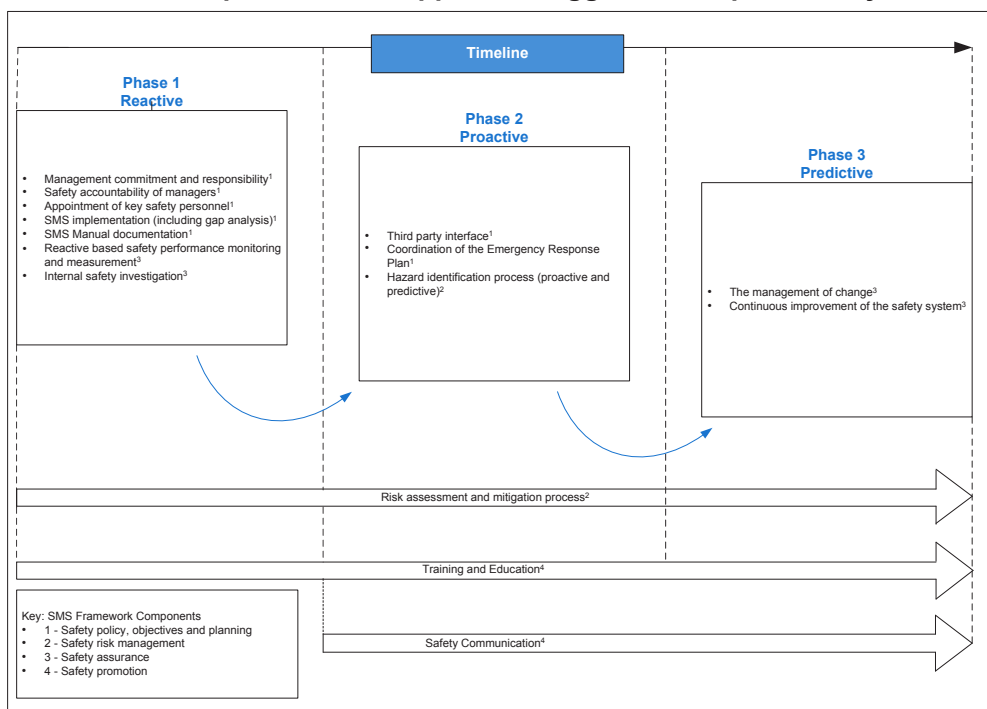 Timeline
Phase 1
Reactive
• Management commitment and responsibility¹
• Safety accountability of managers¹
• Appointment of key safety personnel¹
• SMS implementation (including gap analysis)¹
• SMS Manual documentation¹
• Reactive based safety performance monitoring
and measurement³
• Internal safety investigation³
Phase 2
Proactive
• Third party interface¹
• Coordination of the Emergency Response
Plan¹
• Hazard identification process (proactive and
predictive)²
Phase 3
Predictive
• The management of change³
• Continuous improvement of the safety system³
Risk assessment and mitigation process²
Training and Education⁴
Safety Communication⁴
Key: SMS Framework Components
• 1 - Safety policy, objectives and planning
• 2 - Safety risk management
• 3 - Safety assurance
• 4 - Safety promotion